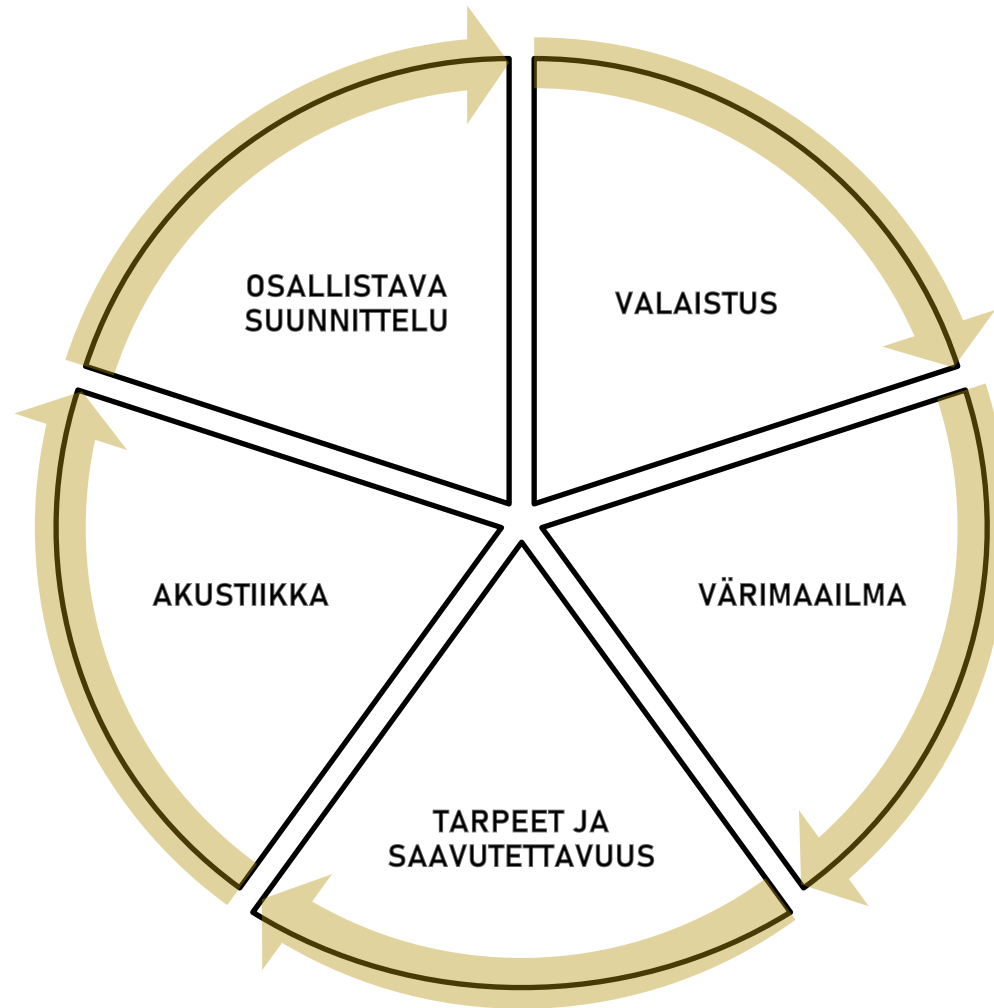 OSALLISTAVA
SUUNNITTELU
VALAISTUS
AKUSTIIKKA
VÄRIMAAILMA
TARPEET JA
SAAVUTETTAVUUS